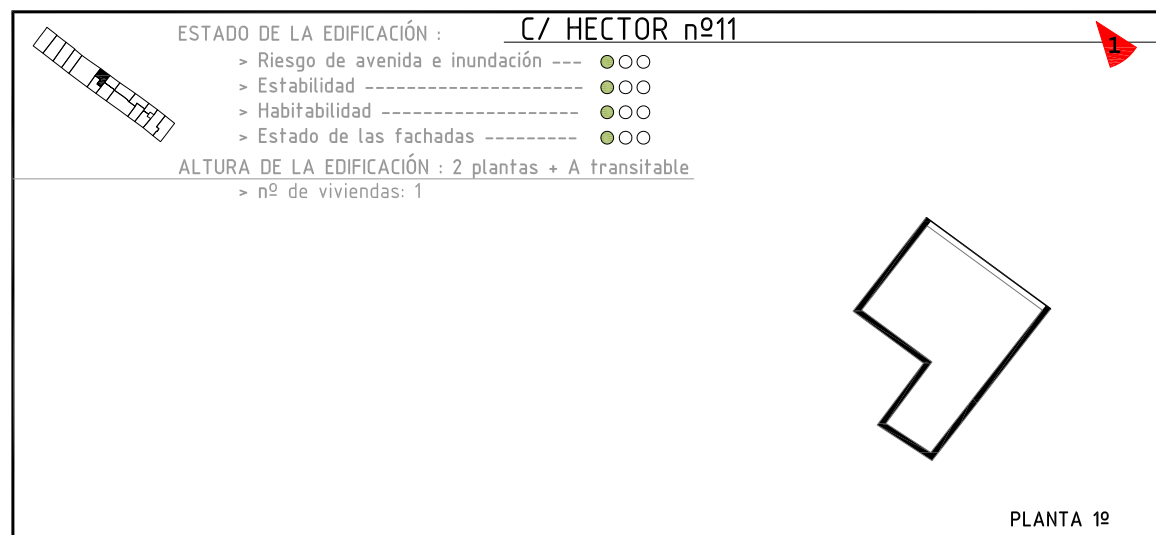 C/ HECTOR nº11
1
ESTADO DE LA EDIFICACIÓN :
> Riesgo de avenida e inundación ---
> Estabilidad ---------------------
> Habitabilidad -------------------
> Estado de las fachadas ---------
ALTURA DE LA EDIFICACIÓN : 2 plantas + A transitable
> nº de viviendas: 1
PLANTA 1º